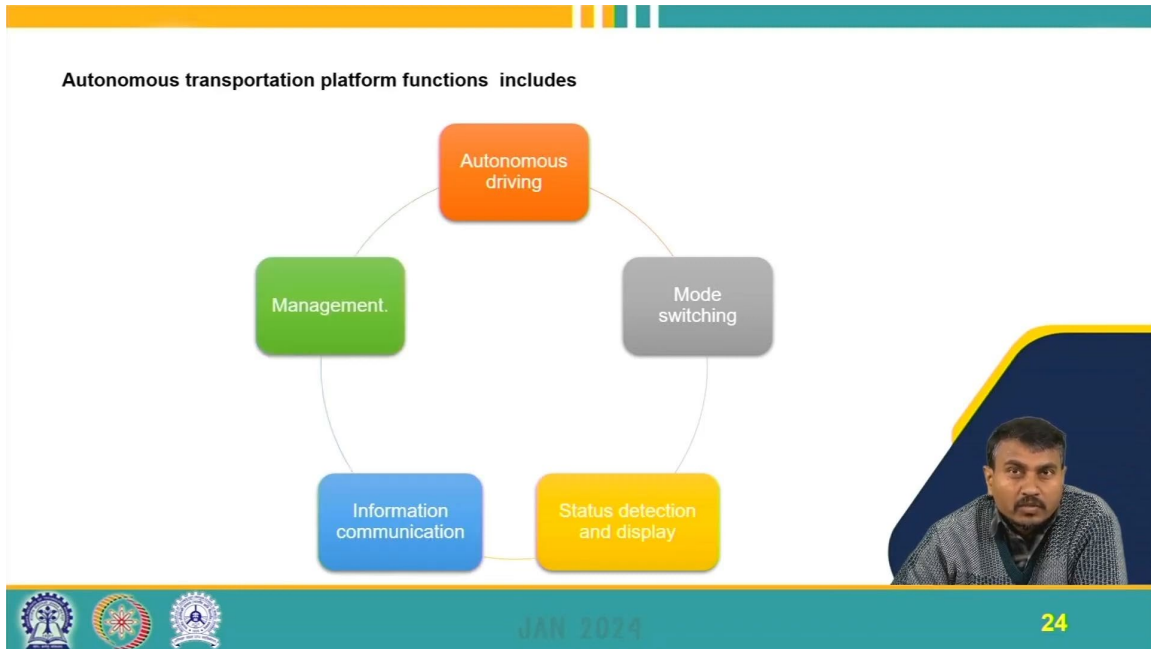 Autonomous transportation platform functions includes
Autonomous
driving
Mode
switching
Status detection
and display
Information
communication
Management.
JAN 2024
24